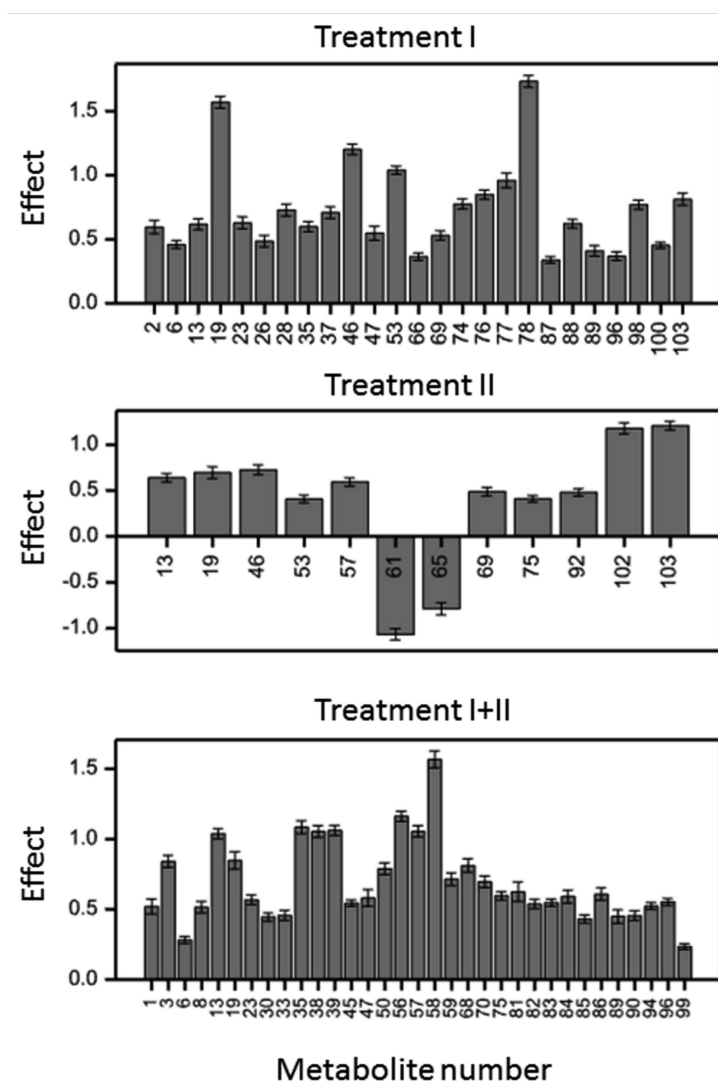 Treatment I
Effect
1.5
1.0
0.5
0.0
2 6 13 19 23 26 28 35 37 46 47 53 66 69 74 76 77 78 87 88 89 96 98 100 103
Treatment II
Effect
1.0
0.5
0.0
-0.5
-1.0
13 19 46 53 57 61 65 69 75 92 102 103
Treatment I+II
Effect
1.5
1.0
0.5
0.0
1 3 6 8 13 19 23 30 33 35 38 39 45 47 50 56 57 58 59 68 70 75 81 82 83 84 85 86 89 90 94 96 99
Metabolite number